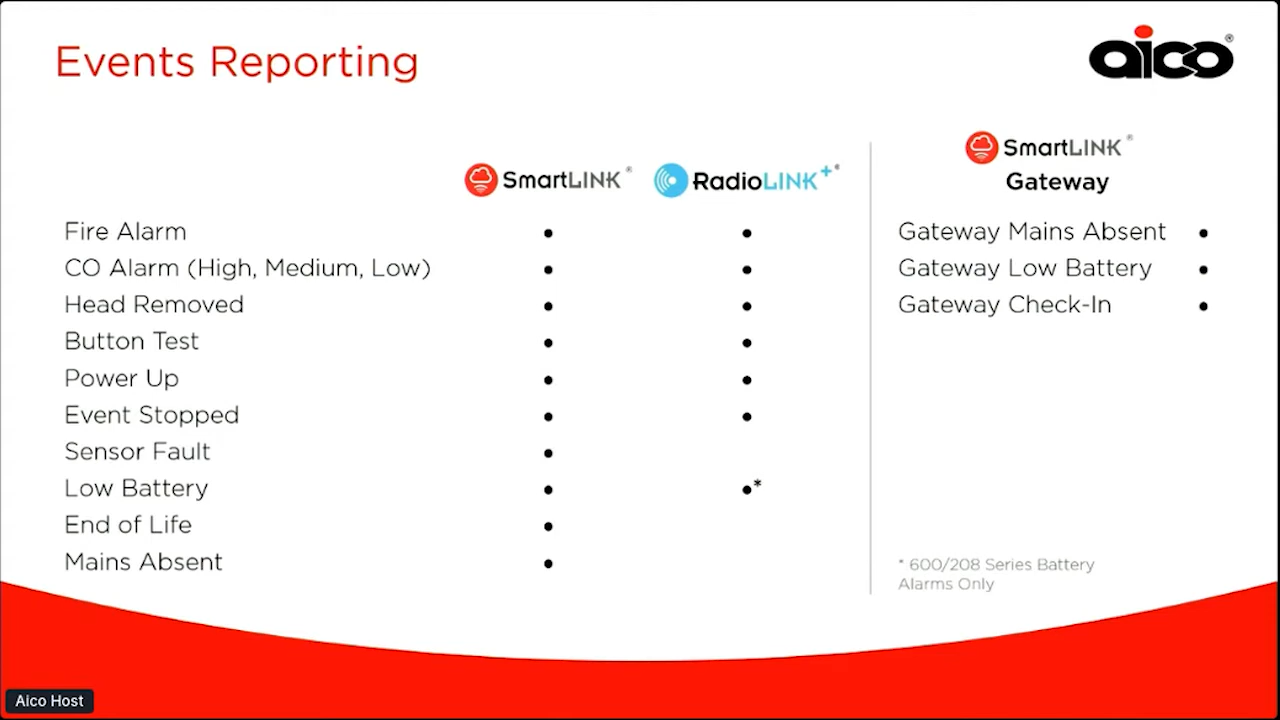 Events Reporting
aico®
SmartLINK®
RadioLINK+®
SmartLINK®
Gateway
Fire Alarm • •
CO Alarm (High, Medium, Low) • •
Head Removed • •
Button Test • •
Power Up • •
Event Stopped • •
Sensor Fault •
Low Battery • •*
End of Life •
Mains Absent •
Gateway Mains Absent •
Gateway Low Battery •
Gateway Check-In •
* 600/208 Series Battery
Alarms Only
Aico Host